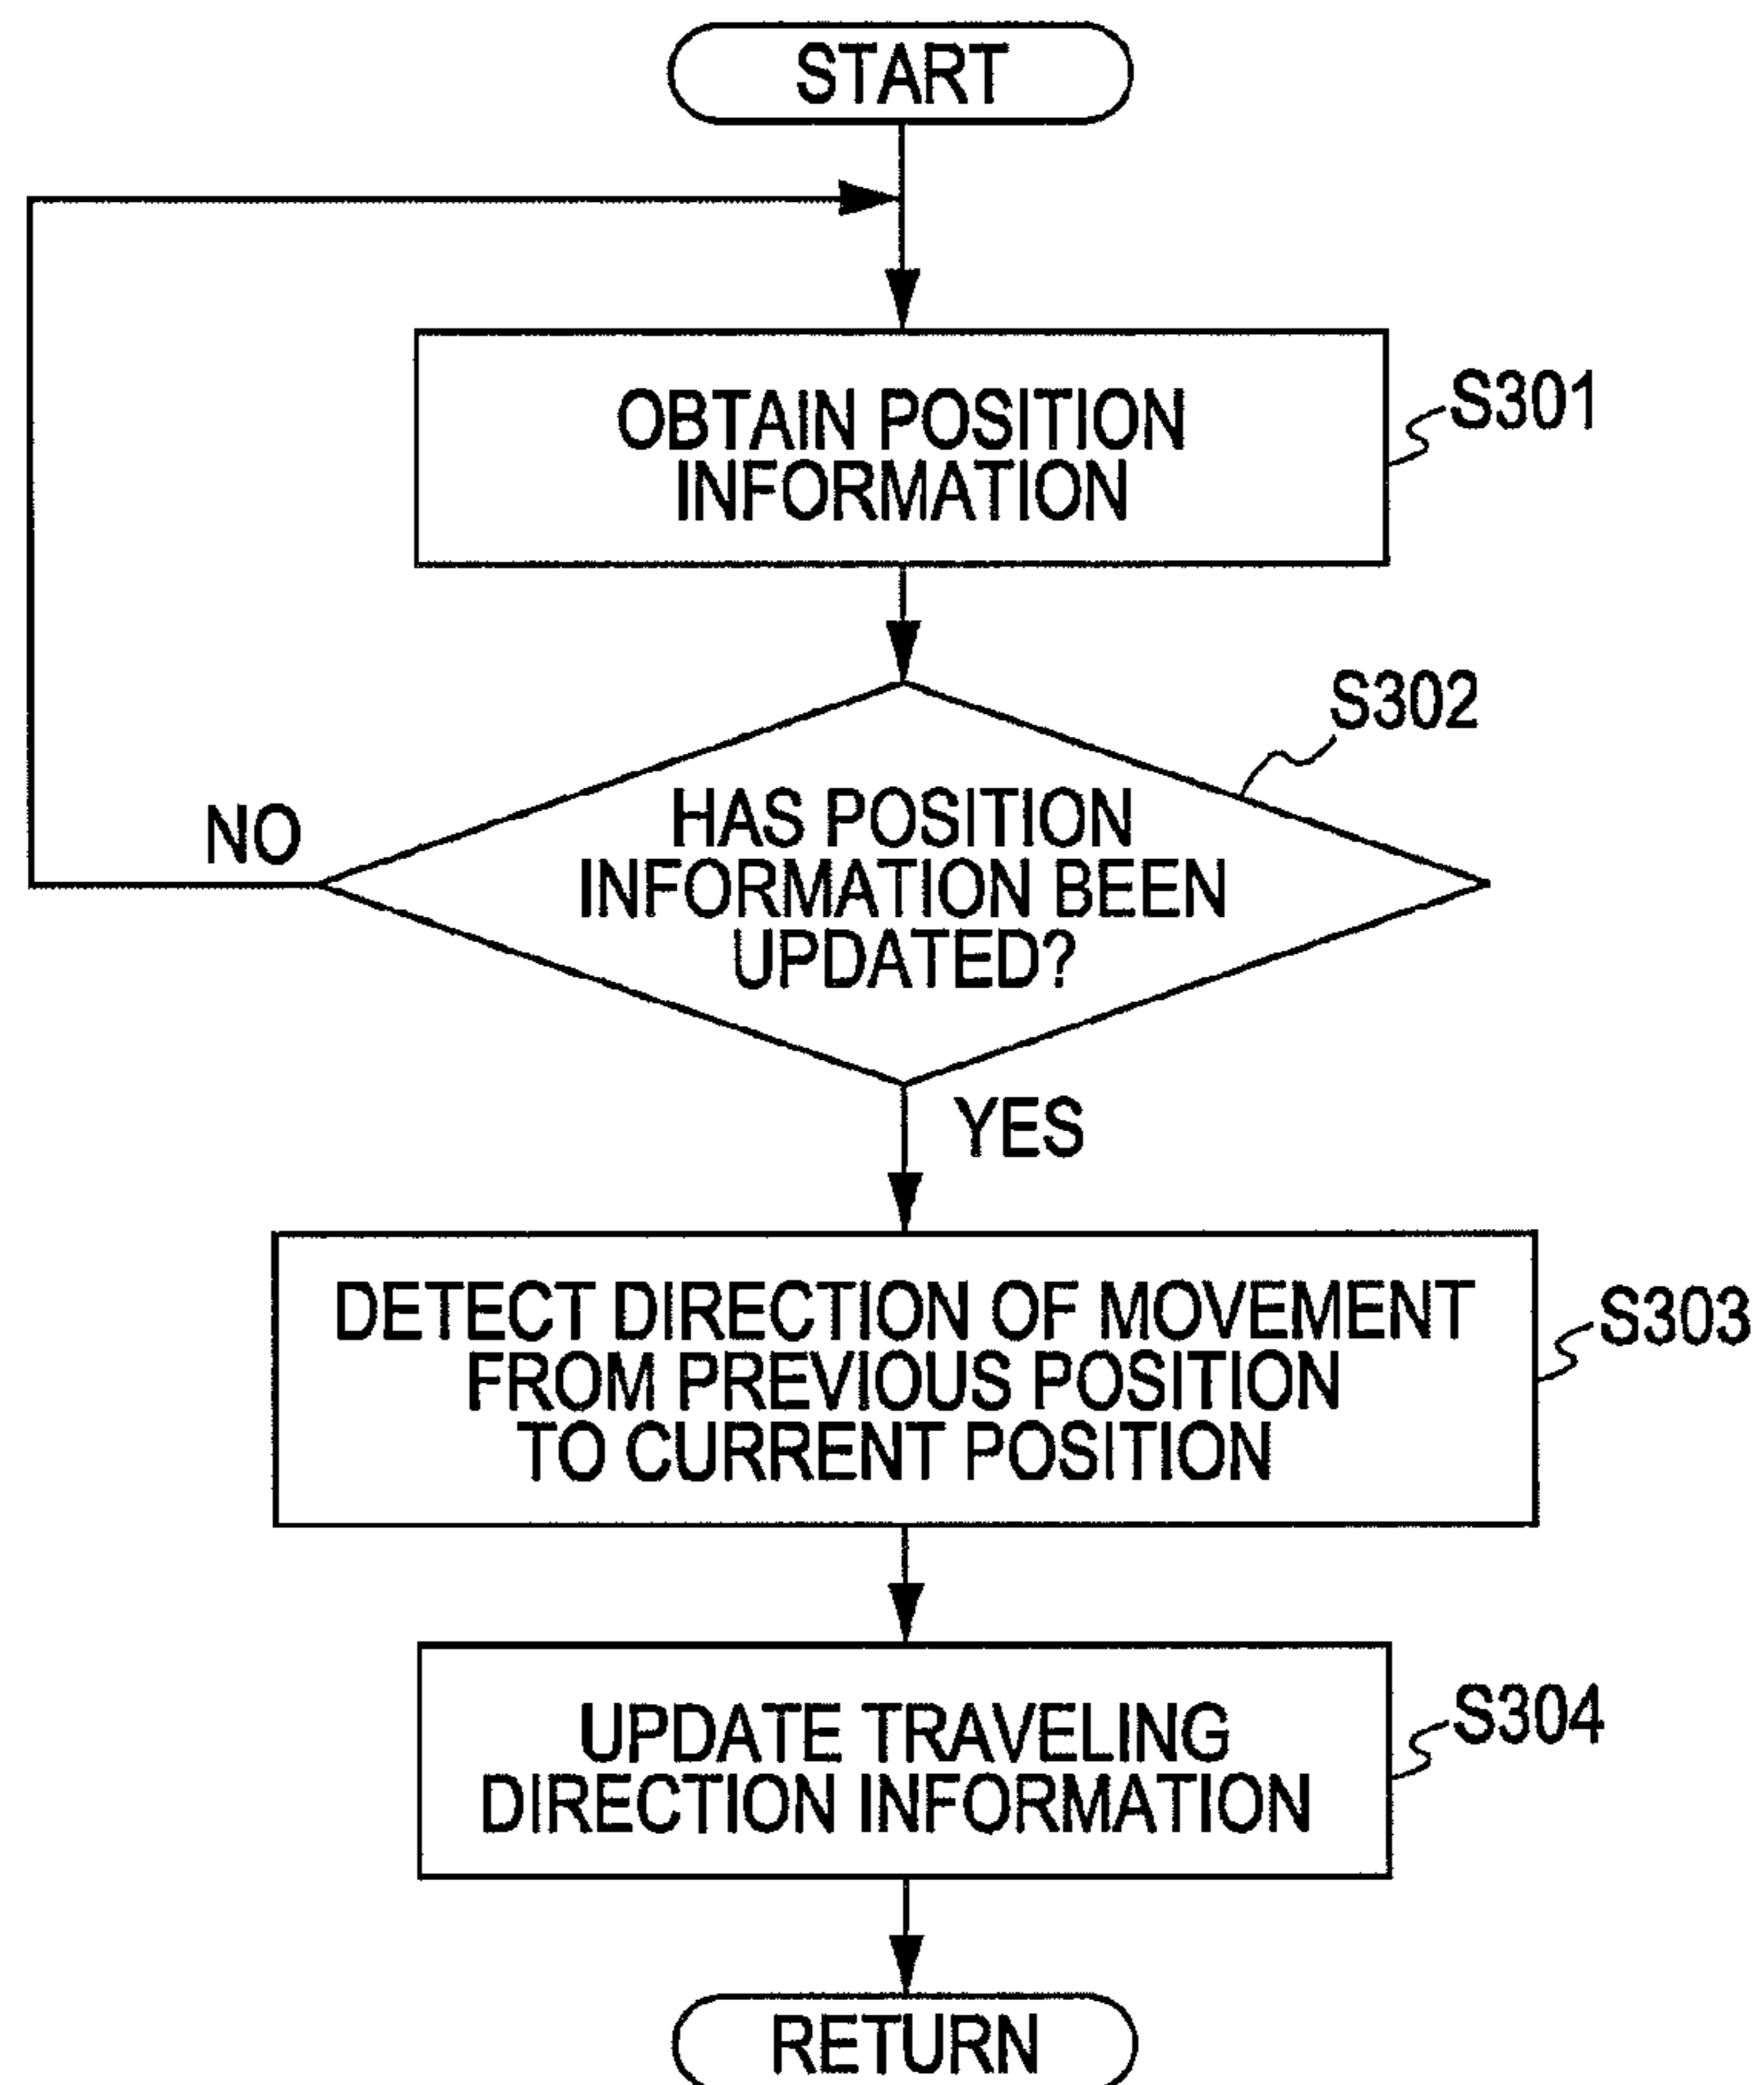 START
OBTAIN POSITION
INFORMATION
S301
S302
HAS POSITION
INFORMATION BEEN
UPDATED?
NO
YES
DETECT DIRECTION OF MOVEMENT
FROM PREVIOUS POSITION
TO CURRENT POSITION
S303
UPDATE TRAVELING
DIRECTION INFORMATION
S304
RETURN